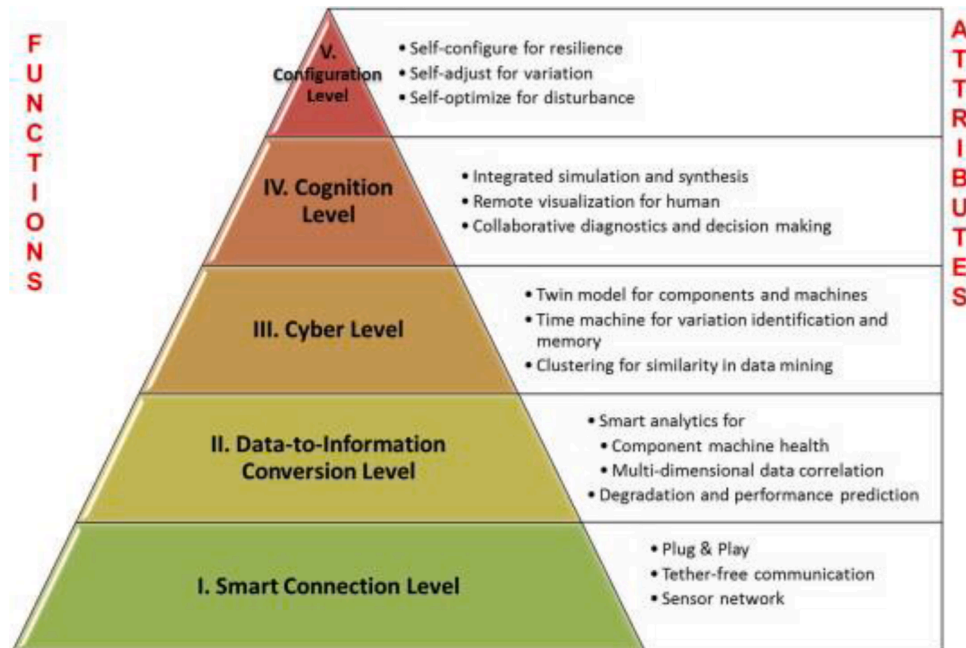 FUNCTIONS
ATTRIBUTES
V.
Configuration
Level
• Self-configure for resilience
• Self-adjust for variation
• Self-optimize for disturbance
IV. Cognition
Level
• Integrated simulation and synthesis
• Remote visualization for human
• Collaborative diagnostics and decision making
III. Cyber Level
• Twin model for components and machines
• Time machine for variation identification and
memory
• Clustering for similarity in data mining
II. Data-to-Information
Conversion Level
• Smart analytics for
• Component machine health
• Multi-dimensional data correlation
• Degradation and performance prediction
I. Smart Connection Level
• Plug & Play
• Tether-free communication
• Sensor network